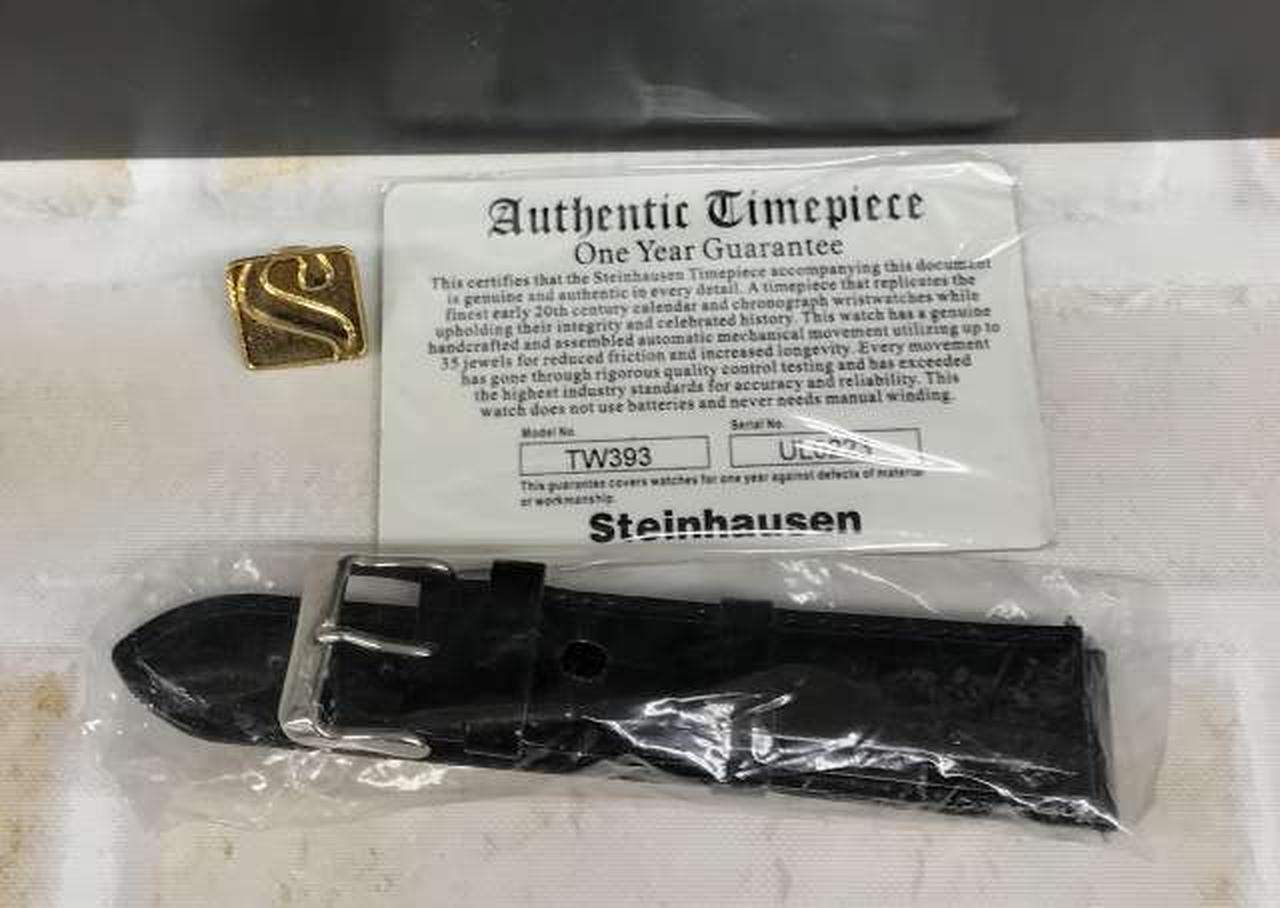 Authentic Timepiece
One Year Guarantee
This certifies that the Steinhausen Timepiece accompanying this document
is genuine and authentic in every detail. A timepiece that replicates the
finest early 20th century calendar and chronograph wristwatches while
upholding their integrity and celebrated history. This watch has a genuine
handcrafted and assembled automatic mechanical movement utilizing up to
35 jewels for reduced friction and increased longevity. Every movement
has gone through rigorous quality control testing and has exceeded
the highest industry standards for accuracy and reliability. This
watch does not use batteries and never needs manual winding.
Model No. Serial No.
TW393
This guarantee covers watches for one year against defects of material
or workmanship.
Steinhausen
S